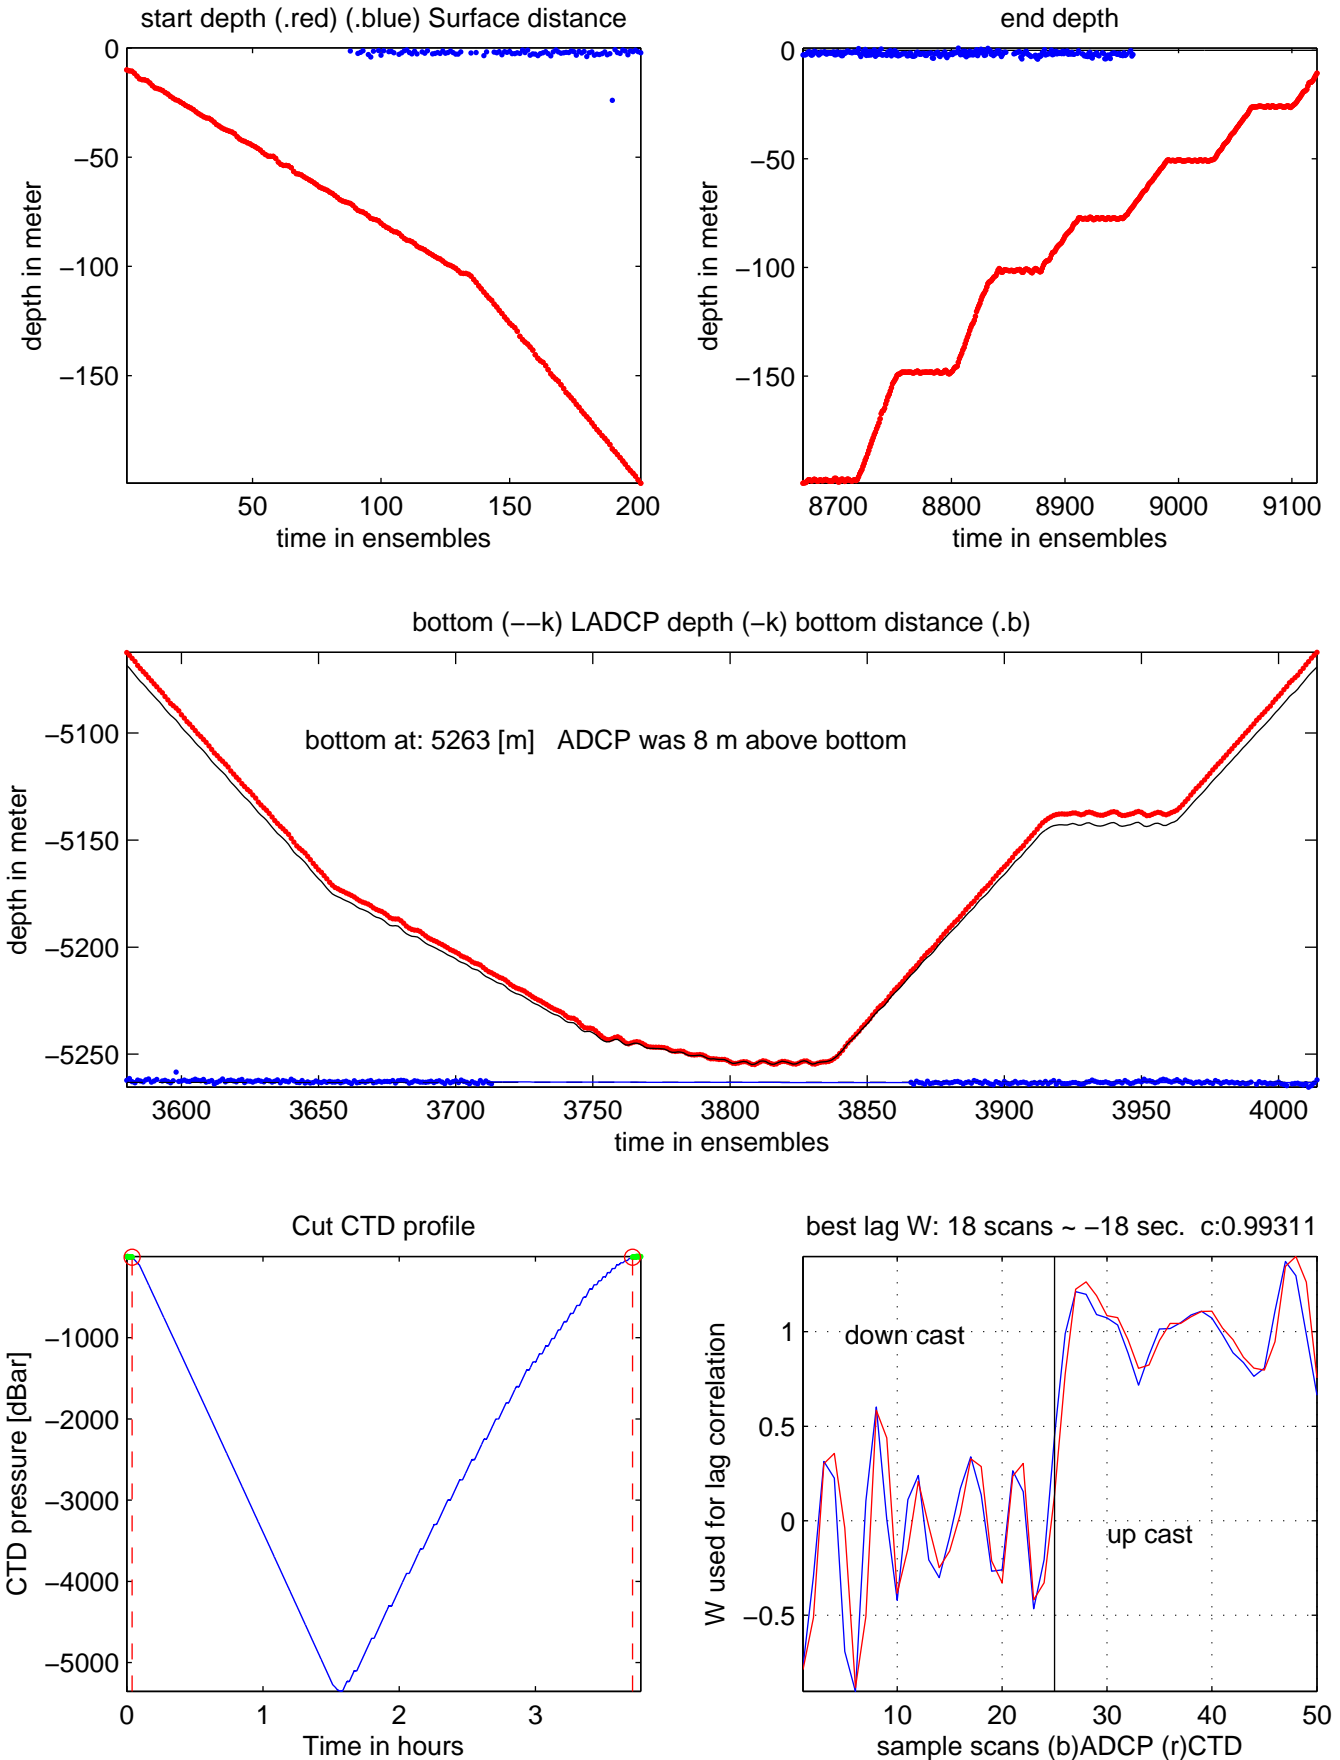 start depth (.red) (.blue) Surface distance
0
−50
−100
−150
depth in meter
50 100 150 200
time in ensembles
end depth
0
−50
−100
−150
depth in meter
8700 8800 8900 9000 9100
time in ensembles
bottom (−−k) LADCP depth (−k) bottom distance (.b)
bottom at: 5263 [m] ADCP was 8 m above bottom
−5100
−5150
−5200
−5250
depth in meter
3600 3650 3700 3750 3800 3850 3900 3950 4000
time in ensembles
Cut CTD profile
−1000
−2000
−3000
−4000
−5000
CTD pressure [dBar]
0 1 2 3
Time in hours
best lag W: 18 scans ~ −18 sec. c:0.99311
down cast
up cast
1
0.5
0
−0.5
W used for lag correlation
10 20 30 40 50
sample scans (b)ADCP (r)CTD